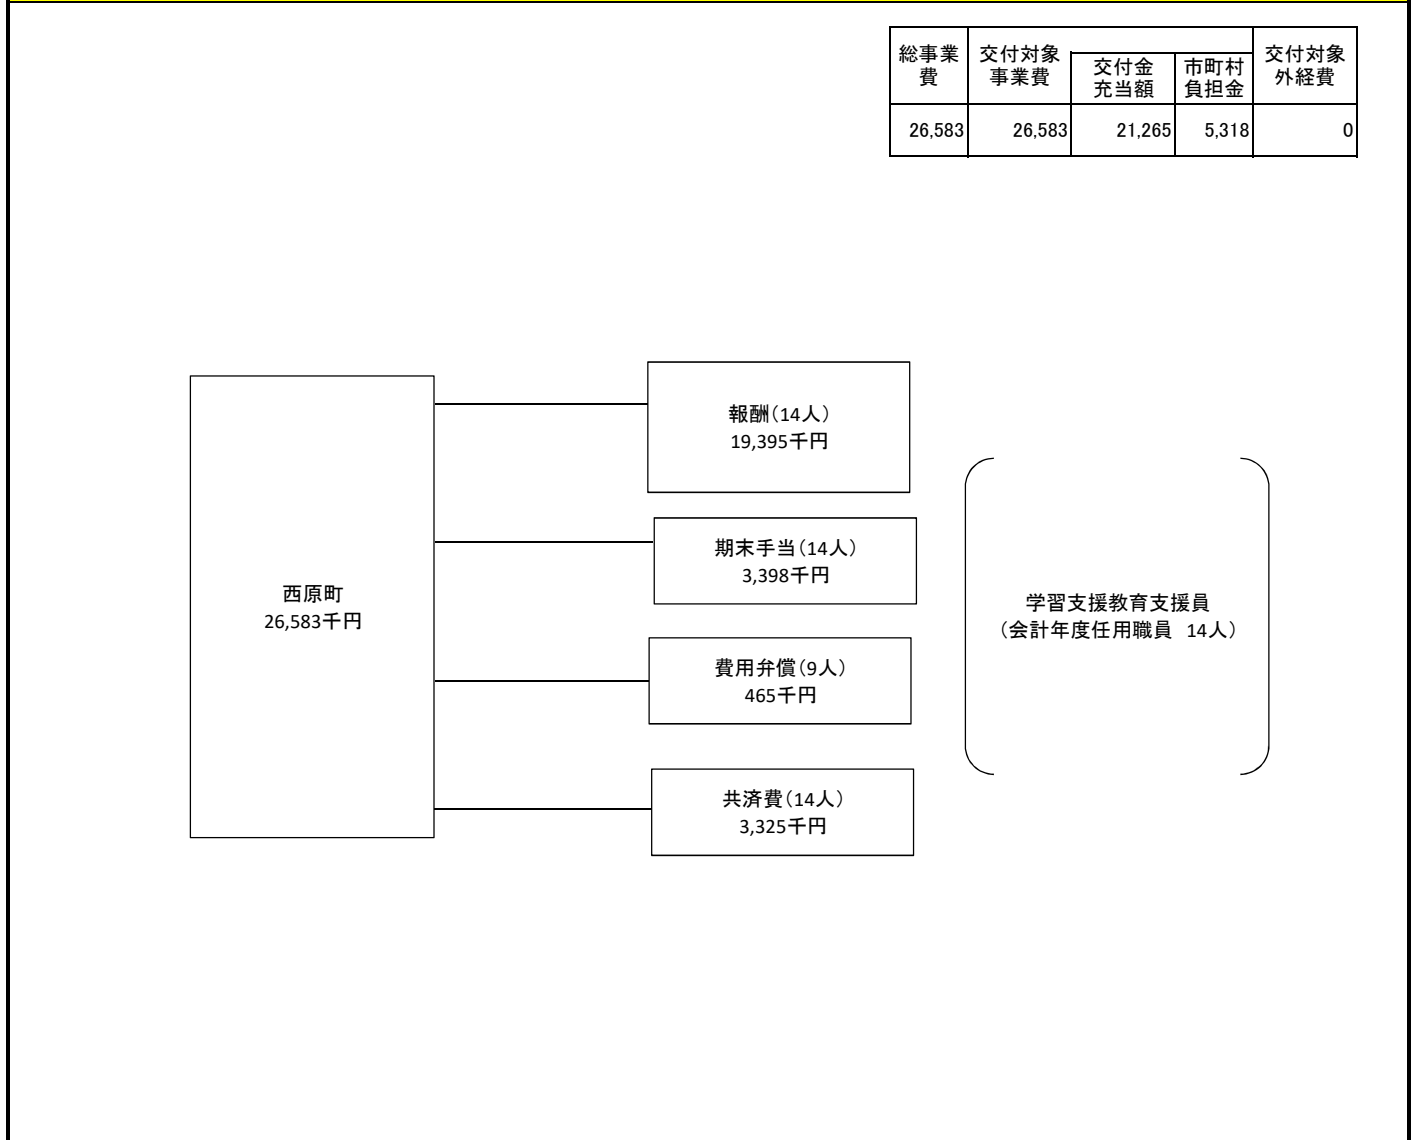 総事業
費
交付対象
事業費
交付金
充当額
市町村
負担金
交付対象
外経費
26,583
26,583
21,265
5,318
0
報酬（14人）
19,395千円
期末手当（14人）
3,398千円
西原町
26,583千円
学習支援教育支援員
（会計年度任用職員　14人）
費用弁償（9人）
465千円
共済費（14人）
3,325千円